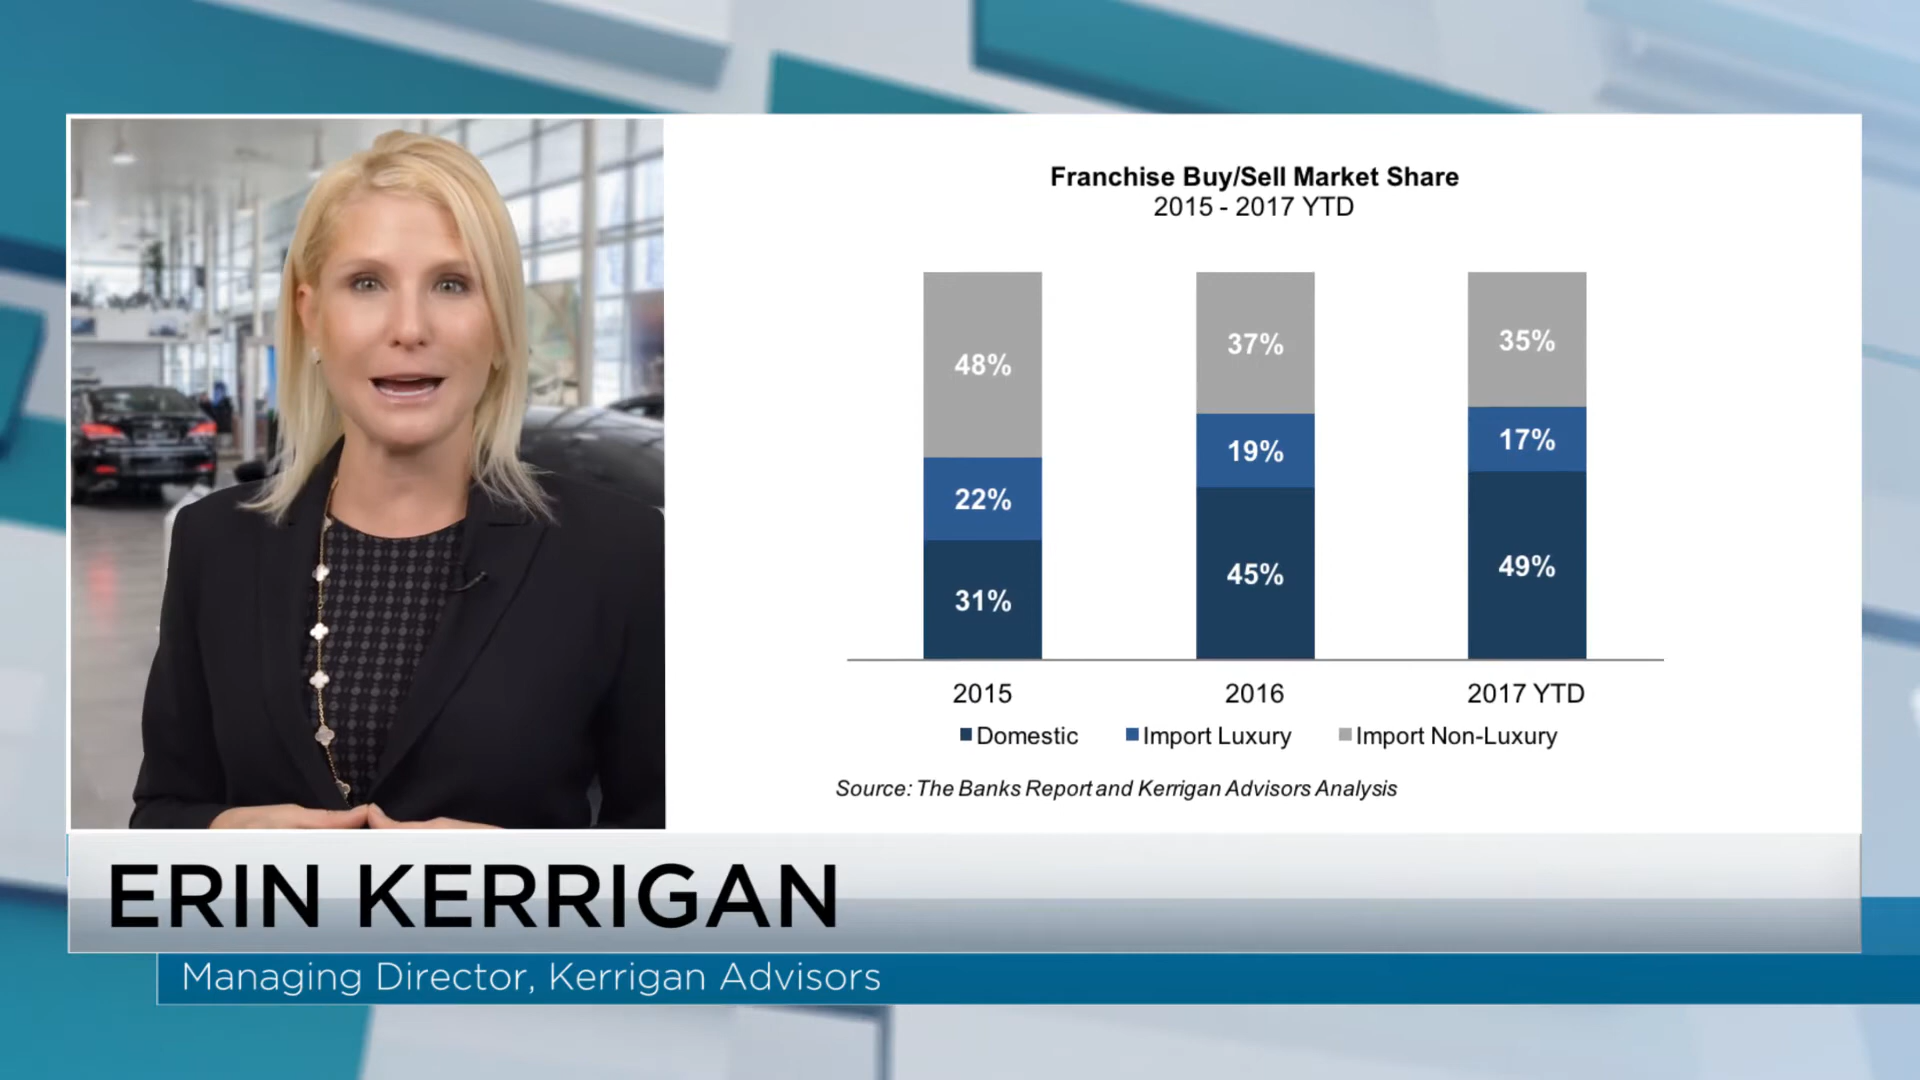 Franchise Buy/Sell Market Share
2015 - 2017 YTD
48%
37%
35%
22%
19%
17%
31%
45%
49%
2015
2016
2017 YTD
Domestic
Import Luxury
Import Non-Luxury
Source: The Banks Report and Kerrigan Advisors Analysis
ERIN KERRIGAN
Managing Director, Kerrigan Advisors